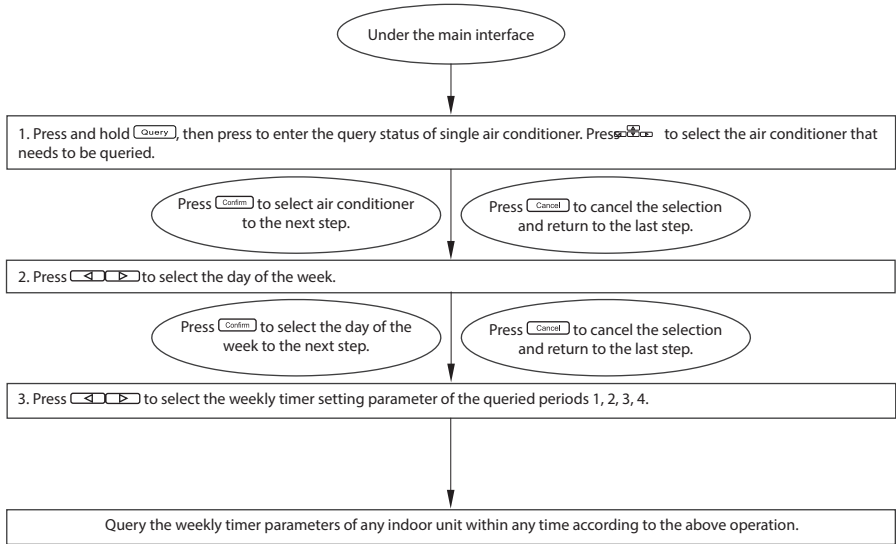 Under the main interface
1. Press and hold Query, then press to enter the query status of single air conditioner. Press to select the air conditioner that
needs to be queried.
Press Confirm to select air conditioner
to the next step.
Press Cancel to cancel the selection
and return to the last step.
2. Press to select the day of the week.
Press Confirm to select the day of the
week to the next step.
Press Cancel to cancel the selection
and return to the last step.
3. Press to select the weekly timer setting parameter of the queried periods 1, 2, 3, 4.
Query the weekly timer parameters of any indoor unit within any time according to the above operation.